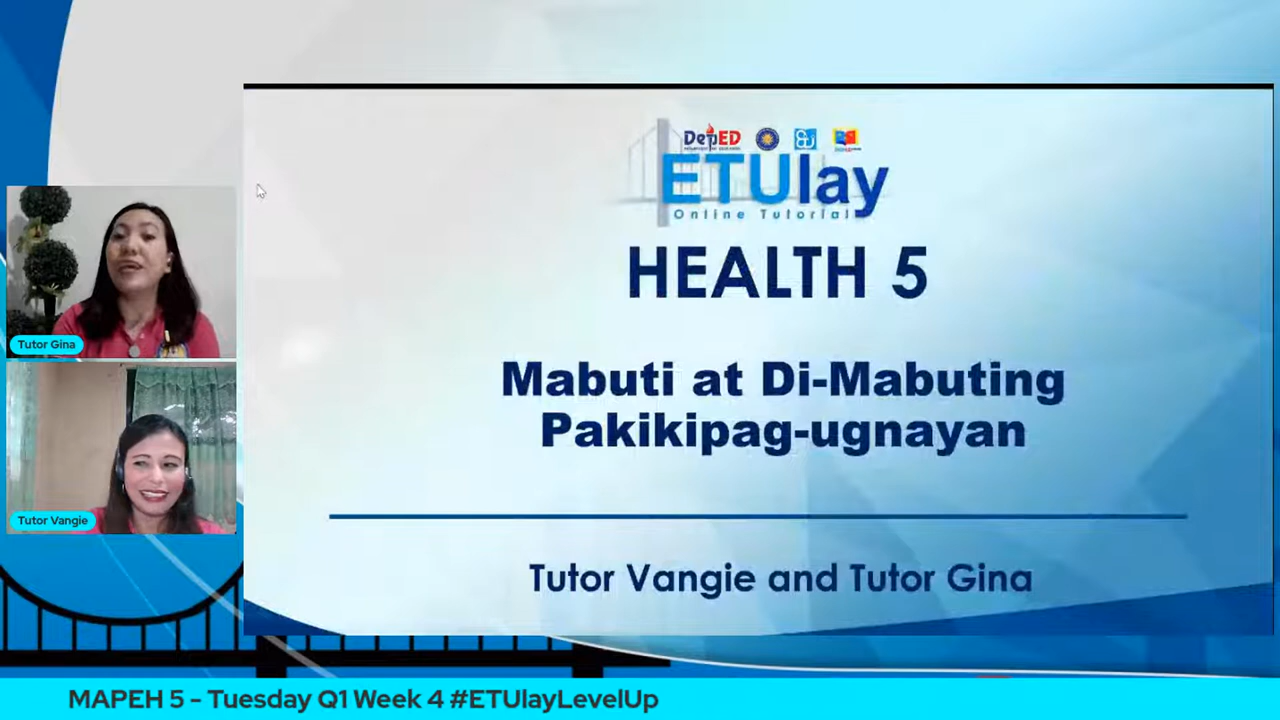 DepED
ETUlay
Online Tutorial
HEALTH 5
Mabuti at Di-Mabuting
Pakikipag-ugnayan
Tutor Vangie and Tutor Gina
Tutor Gina
Tutor Vangie
MAPEH 5 - Tuesday Q1 Week 4 #ETUlayLevelUp